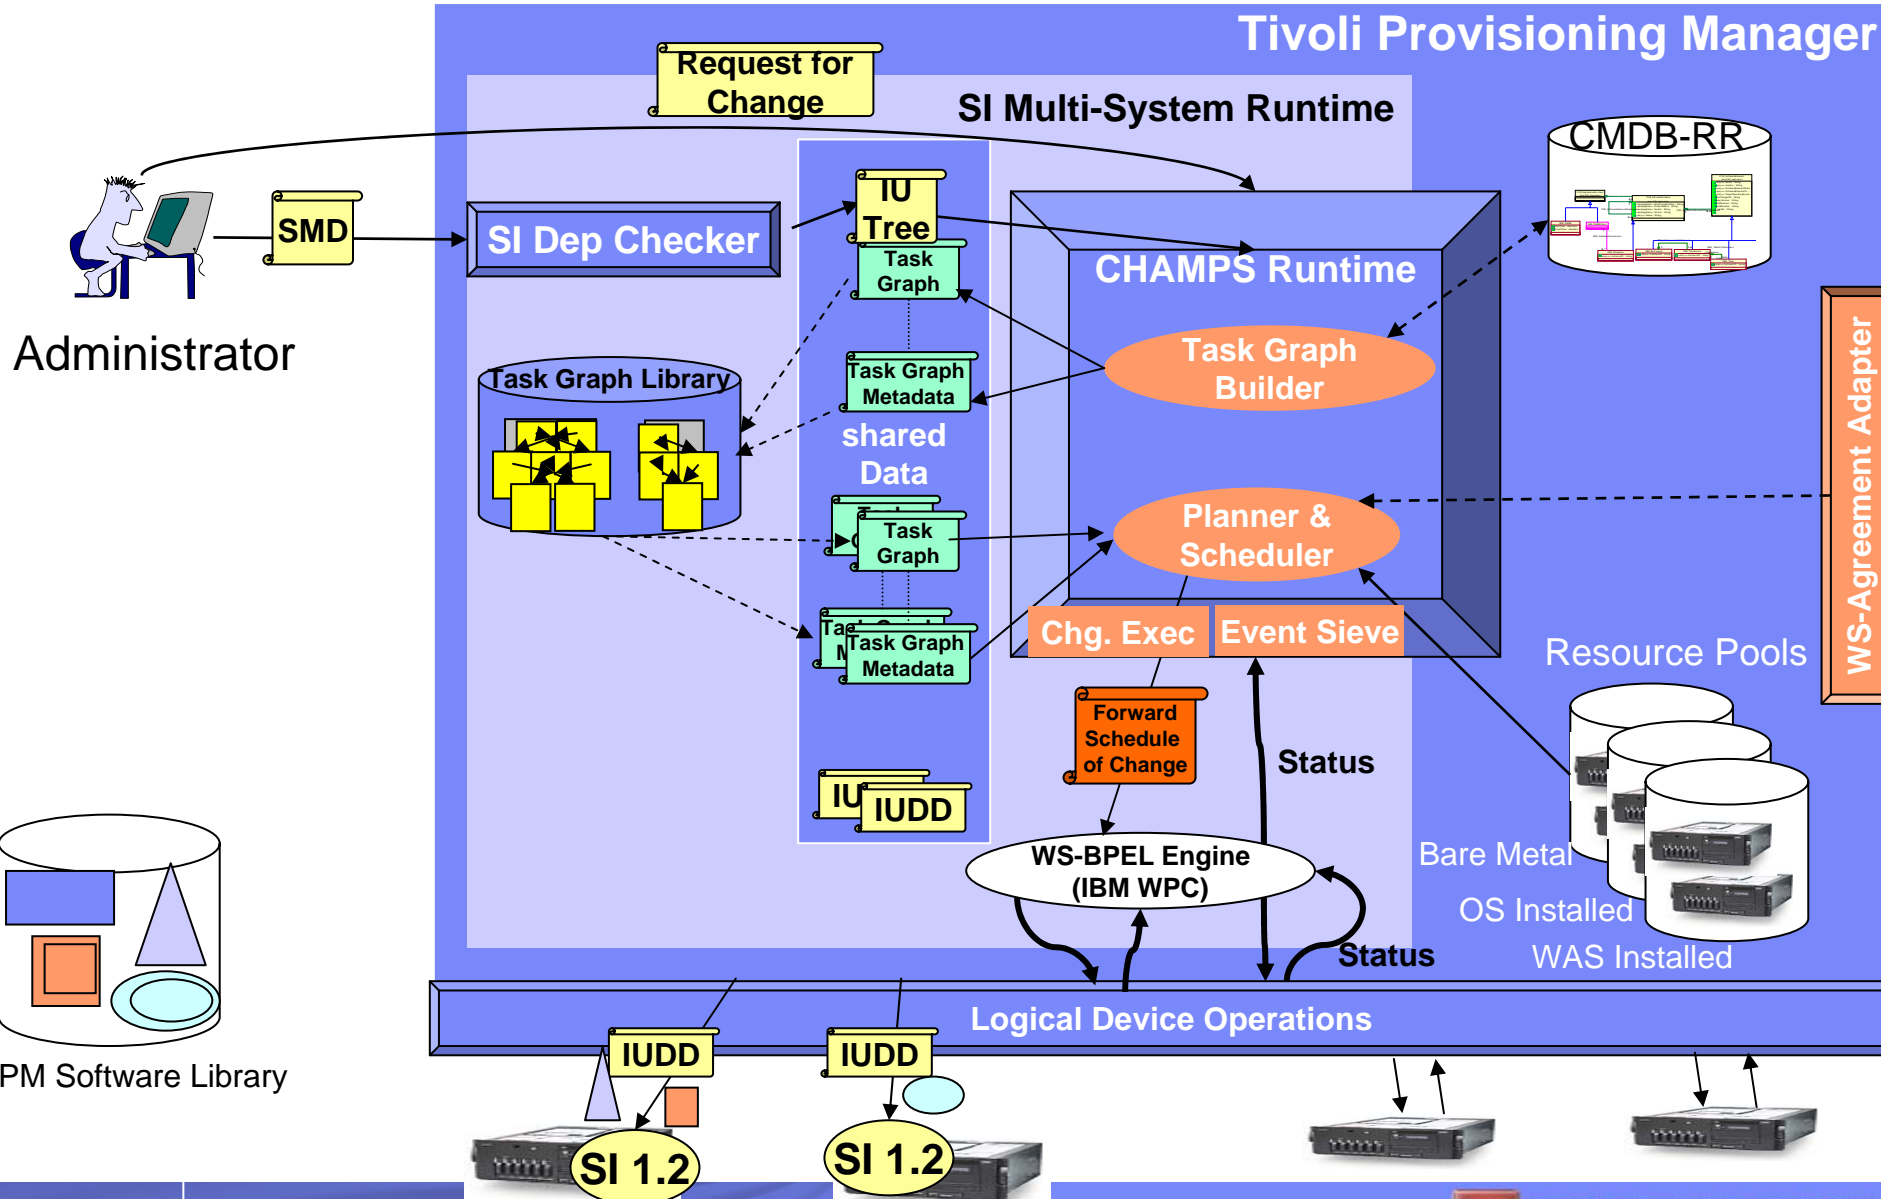 Tivoli Provisioning Manager
Request for
Change
SI Multi-System Runtime
CMDB-RR
SMD
SI Dep Checker
IU
Tree
Task
Graph
CHAMPS Runtime
Administrator
Task Graph Library
Task Graph
Metadata
Task Graph
Builder
WS-Agreement Adapter
shared
Data
Task
Graph
Planner &
Scheduler
Task Graph
Metadata
Chg. Exec
Event Sieve
Resource Pools
Forward
Schedule
of Change
Status
IU
IUDD
WS-BPEL Engine
(IBM WPC)
Bare Metal
OS Installed
WAS Installed
Status
Logical Device Operations
IUDD
IUDD
PM Software Library
SI 1.2
SI 1.2